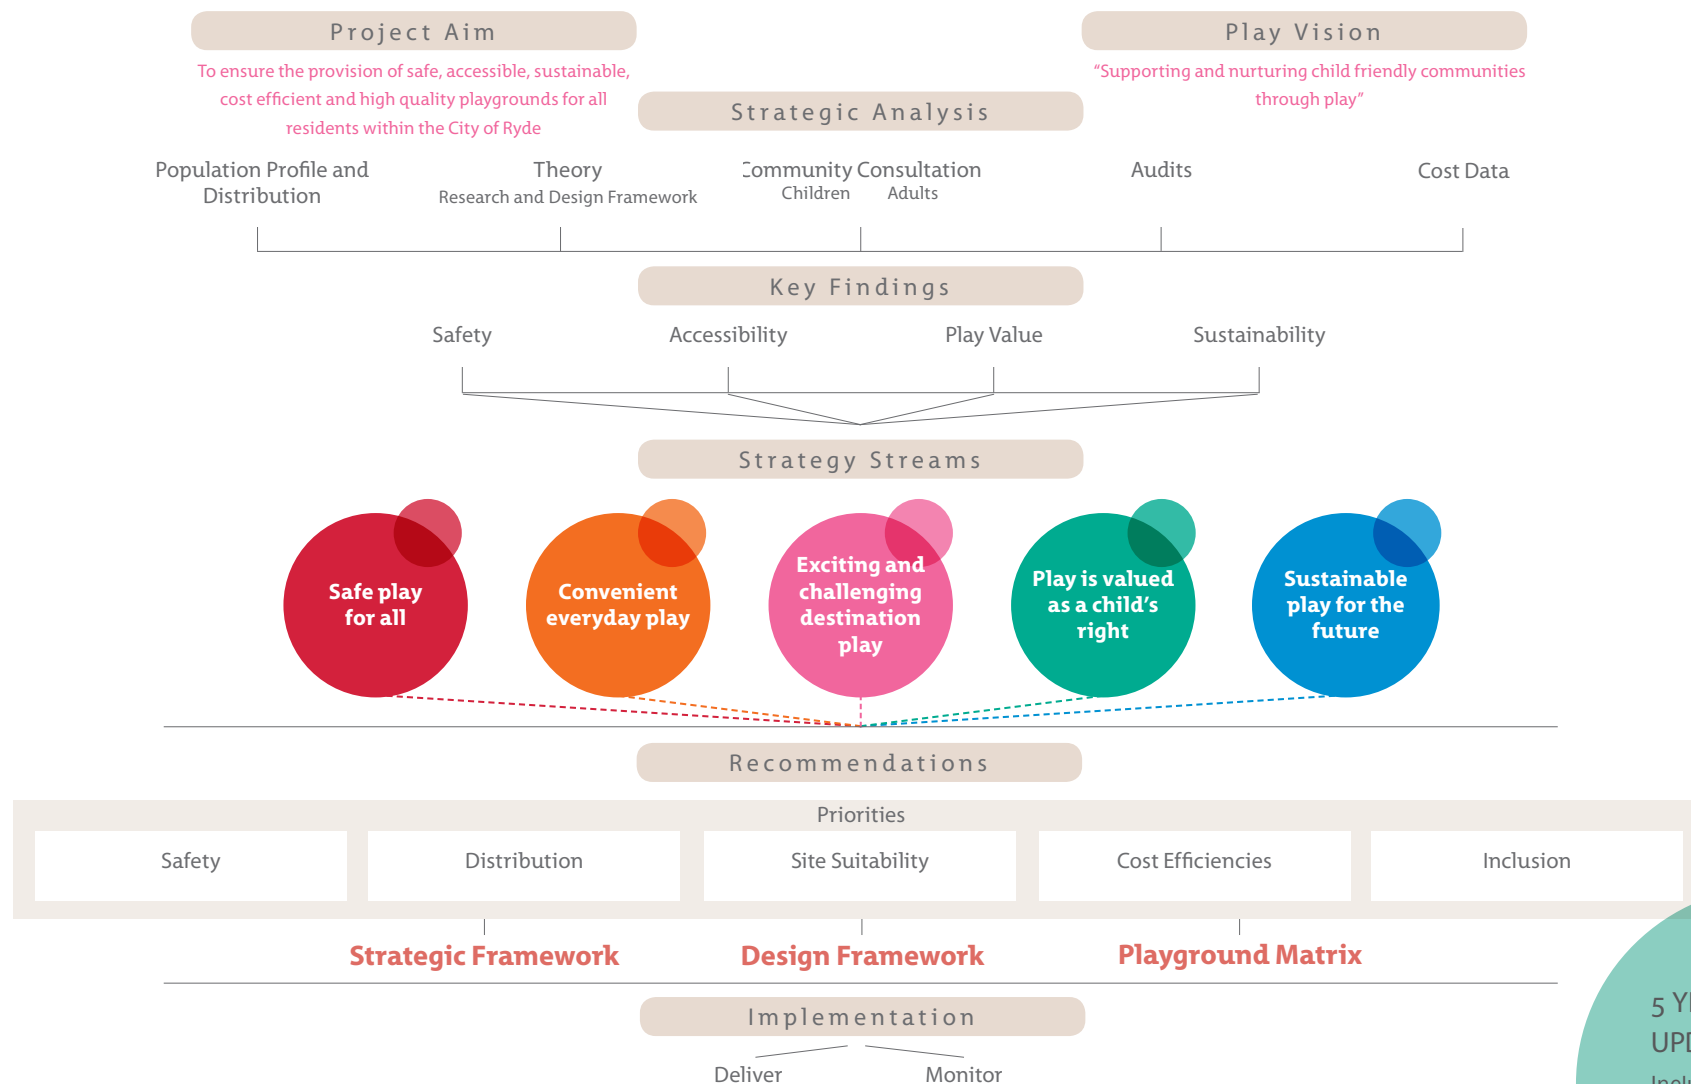 Project Aim
Play Vision
To ensure the provision of safe, accessible, sustainable,
cost efficient and high quality playgrounds for all
residents within the City of Ryde
“Supporting and nurturing child friendly communities
through play”
Strategic Analysis
Population Profile and
Distribution
Theory
Research and Design Framework
Community Consultation
Children Adults
Audits
Cost Data
Key Findings
Safety
Accessibility
Play Value
Sustainability
Strategy Streams
Safe play
for all
Convenient
everyday play
Exciting and
challenging
destination
play
Play is valued
as a child’s
right
Sustainable
play for the
future
Recommendations
Priorities
Safety
Distribution
Site Suitability
Cost Efficiencies
Inclusion
Strategic Framework
Design Framework
Playground Matrix
Implementation
Deliver
Monitor
5